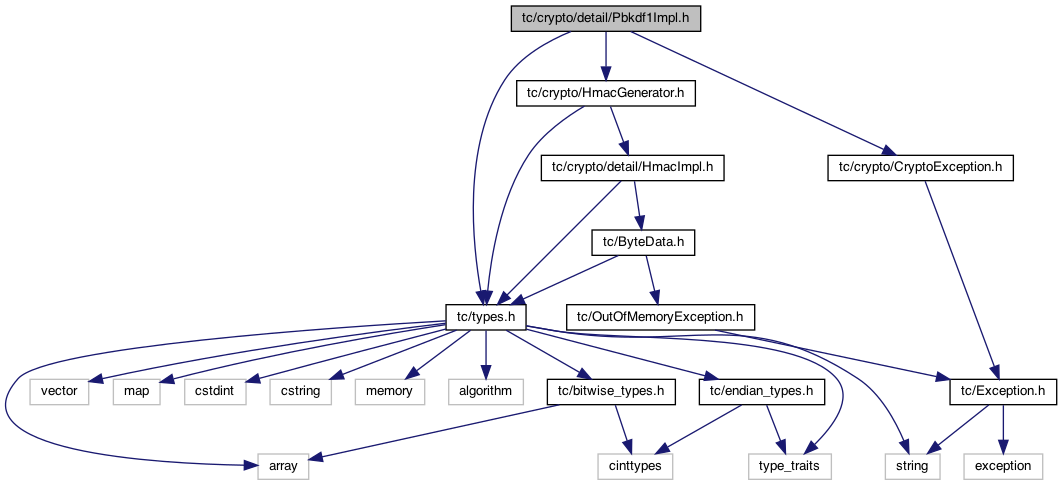 tc/crypto/detail/Pbkdf1Impl.h
tc/crypto/HmacGenerator.h
tc/crypto/detail/HmacImpl.h
tc/crypto/CryptoException.h
tc/ByteData.h
tc/types.h
tc/OutOfMemoryException.h
vector
map
cstdint
cstring
memory
algorithm
tc/bitwise_types.h
tc/endian_types.h
tc/Exception.h
array
cinttypes
type_traits
string
exception